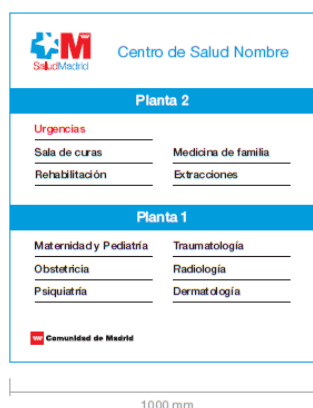 SaludMadrid
Centro de Salud Nombre
Planta 2
Urgencias
Sala de curas Medicina de familia
Rehabilitación Extracciones
Planta 1
Maternidad y Pediatría Traumatología
Obstetricia Radiología
Psiquiatría Dermatología
Comunidad de Madrid
1000 mm